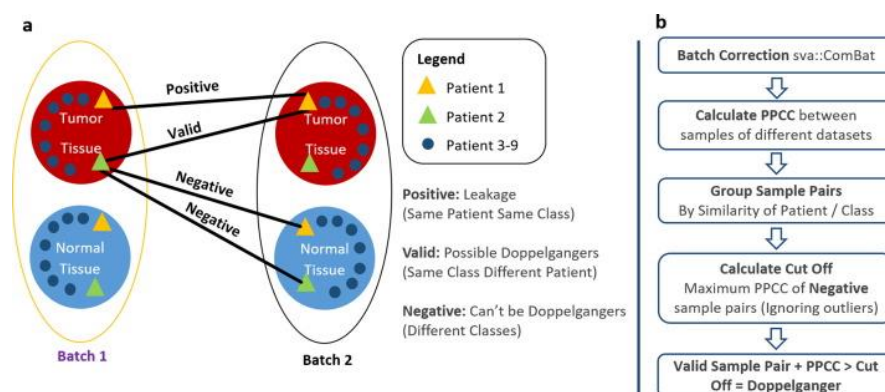 a
Positive
Valid
Negative
Negative
Tumor
Tissue
Normal
Tissue
Batch 1
Tumor
Tissue
Normal
Tissue
Batch 2
Legend
Patient 1
Patient 2
Patient 3-9
Positive: Leakage
(Same Patient Same Class)
Valid: Possible Doppelgangers
(Same Class Different Patient)
Negative: Can't be Doppelgangers
(Different Classes)
b
Batch Correction sva::ComBat
Calculate PPCC between
samples of different datasets
Group Sample Pairs
By Similarity of Patient / Class
Calculate Cut Off
Maximum PPCC of Negative
sample pairs (Ignoring outliers)
Valid Sample Pair + PPCC > Cut
Off = Doppelganger